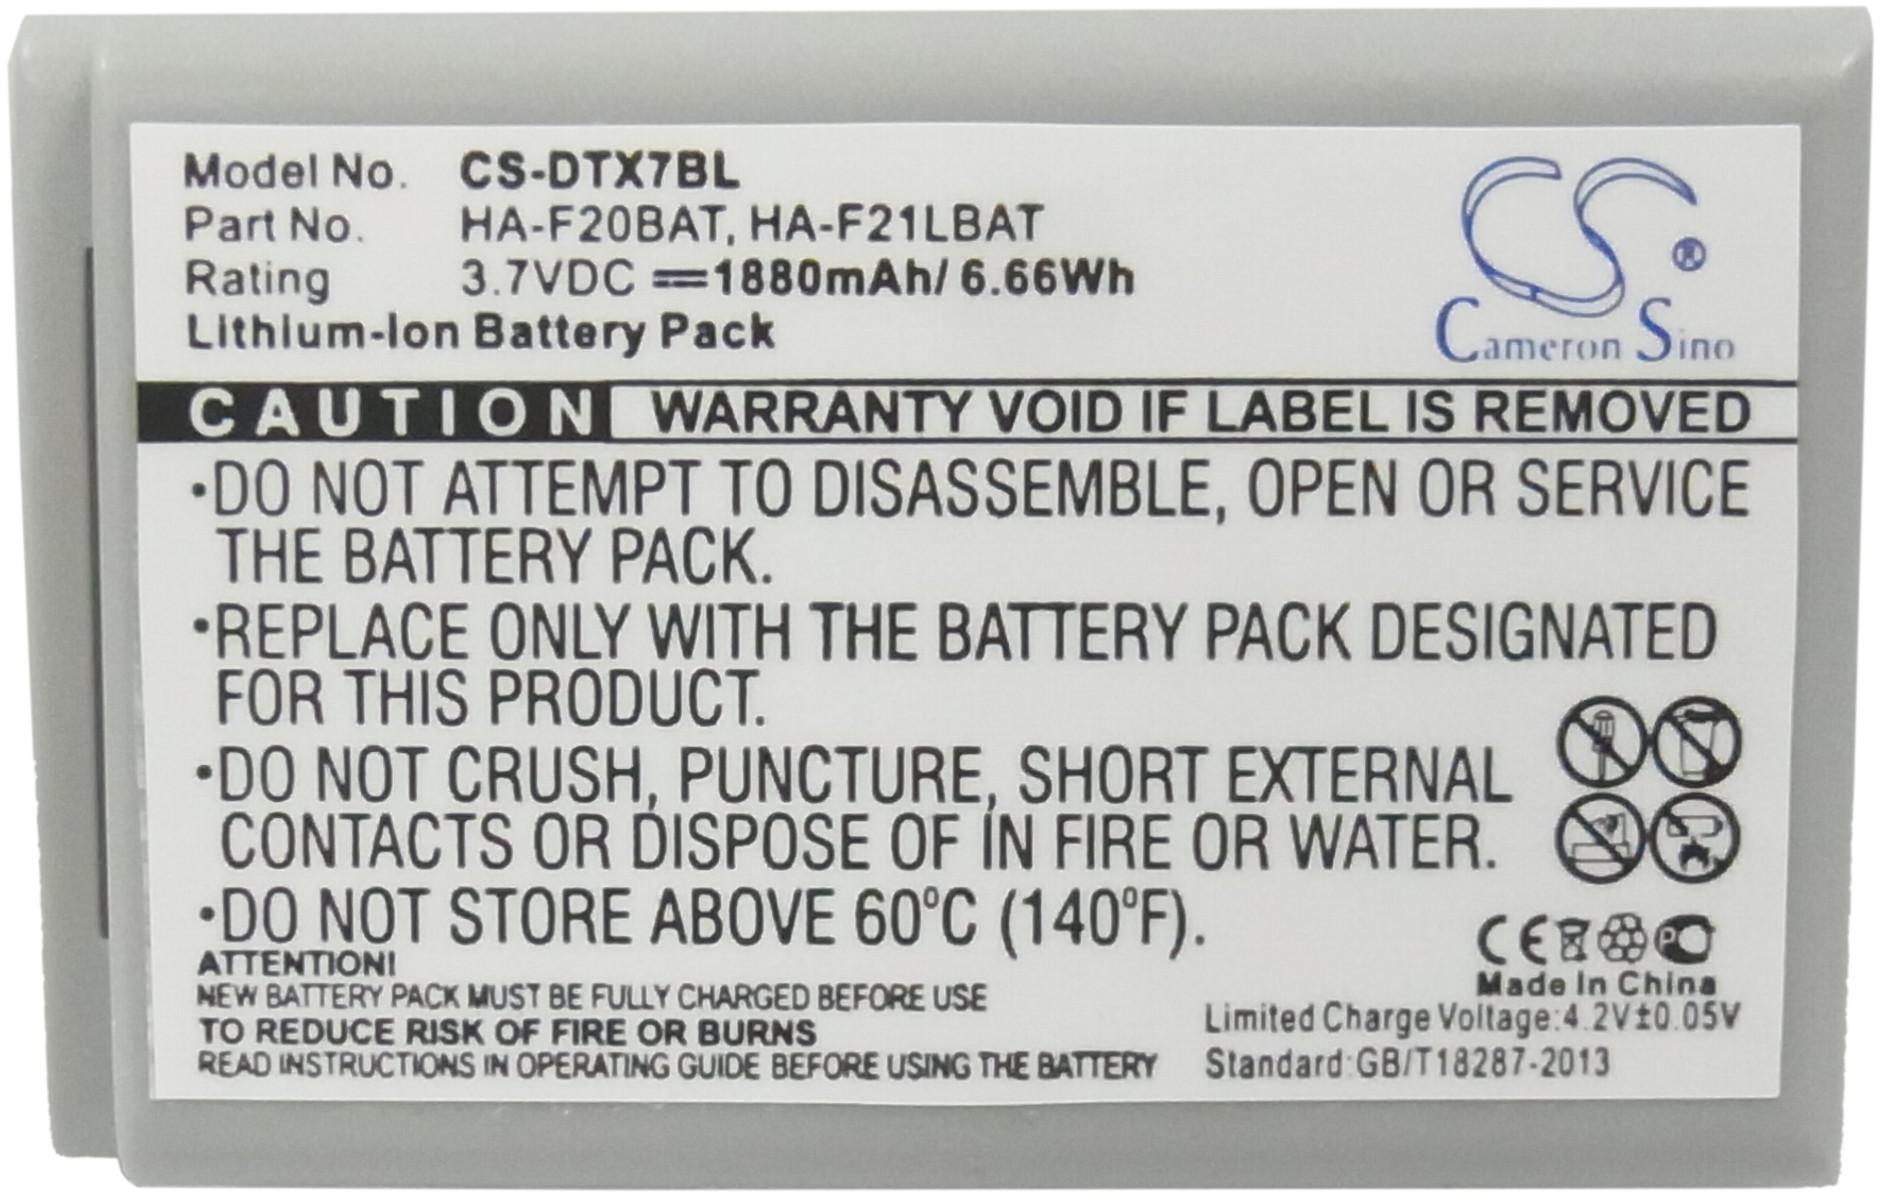 Model No. CS-DTX7BL
Part No. HA-F20BAT, HA-F21LBAT
Rating 3.7VDC ⎓1880mAh/ 6.66Wh
Lithium-Ion Battery Pack
CS®
Cameron Sino
CAUTION WARRANTY VOID IF LABEL IS REMOVED
•DO NOT ATTEMPT TO DISASSEMBLE, OPEN OR SERVICE
THE BATTERY PACK.
•REPLACE ONLY WITH THE BATTERY PACK DESIGNATED
FOR THIS PRODUCT.
•DO NOT CRUSH, PUNCTURE, SHORT EXTERNAL
CONTACTS OR DISPOSE OF IN FIRE OR WATER.
•DO NOT STORE ABOVE 60°C (140°F).
ATTENTION!
NEW BATTERY PACK MUST BE FULLY CHARGED BEFORE USE
TO REDUCE RISK OF FIRE OR BURNS
READ INSTRUCTIONS IN OPERATING GUIDE BEFORE USING THE BATTERY
CE
Made In China
Limited Charge Voltage:4.2V±0.05V
Standard:GB/T18287-2013